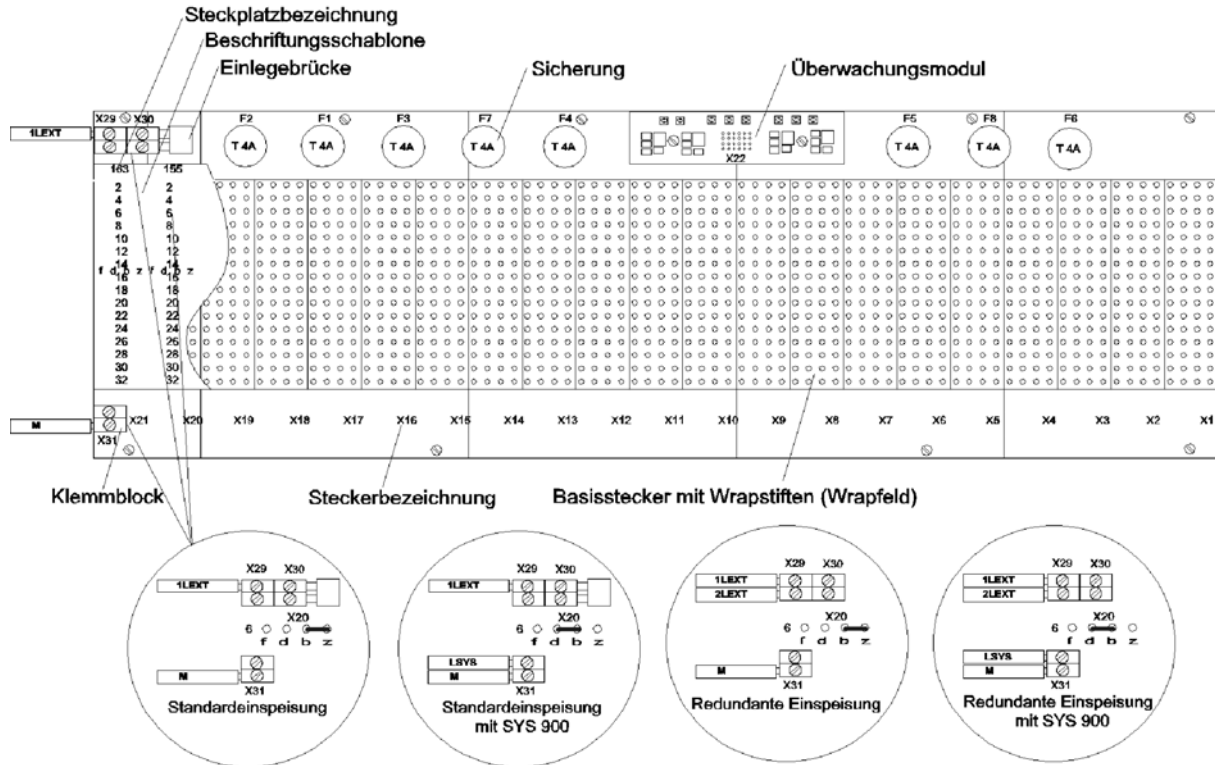 Steckplatzbezeichnung
Beschriftungsschablone
Einlegebrücke
Sicherung
Überwachungsmodul
X29 X30 F2 F1 F3 F7 F4 F5 F8 F6
1LEXT
T 4A T 4A T 4A T 4A T 4A T 4A T 4A T 4A
X22
163 155
2 2
4 4
6 6
8 8
10 10
12 12
14 14
f d b z f d b z
16 16
18 18
20 20
22 22
24 24
26 26
28 28
30 30
32 32
M X21 X20 X19 X18 X17 X16 X15 X14 X13 X12 X11 X10 X9 X8 X7 X6 X5 X4 X3 X2 X1
X31
Klemmblock
Steckerbezeichnung
Basisstecker mit Wrapstiften (Wrapfeld)
X29 X30
1LEXT
X20
6
f d b z
M
X31
Standardeinspeisung
X29 X30
1LEXT
X20
6
f d b z
LSYS
M
X31
Standardeinspeisung
mit SYS 900
X29 X30
1LEXT
2LEXT
X20
6
f d b z
M
X31
Redundante Einspeisung
X29 X30
1LEXT
2LEXT
X20
6
f d b z
LSYS
M
X31
Redundante Einspeisung
mit SYS 900